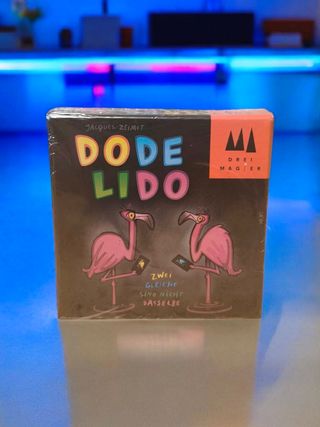 JACQUES ZEIMET
DODE
LIDO
DREI
MAGIER
ZWEI
GLEICHE
SIND NICHT
DASSELBE